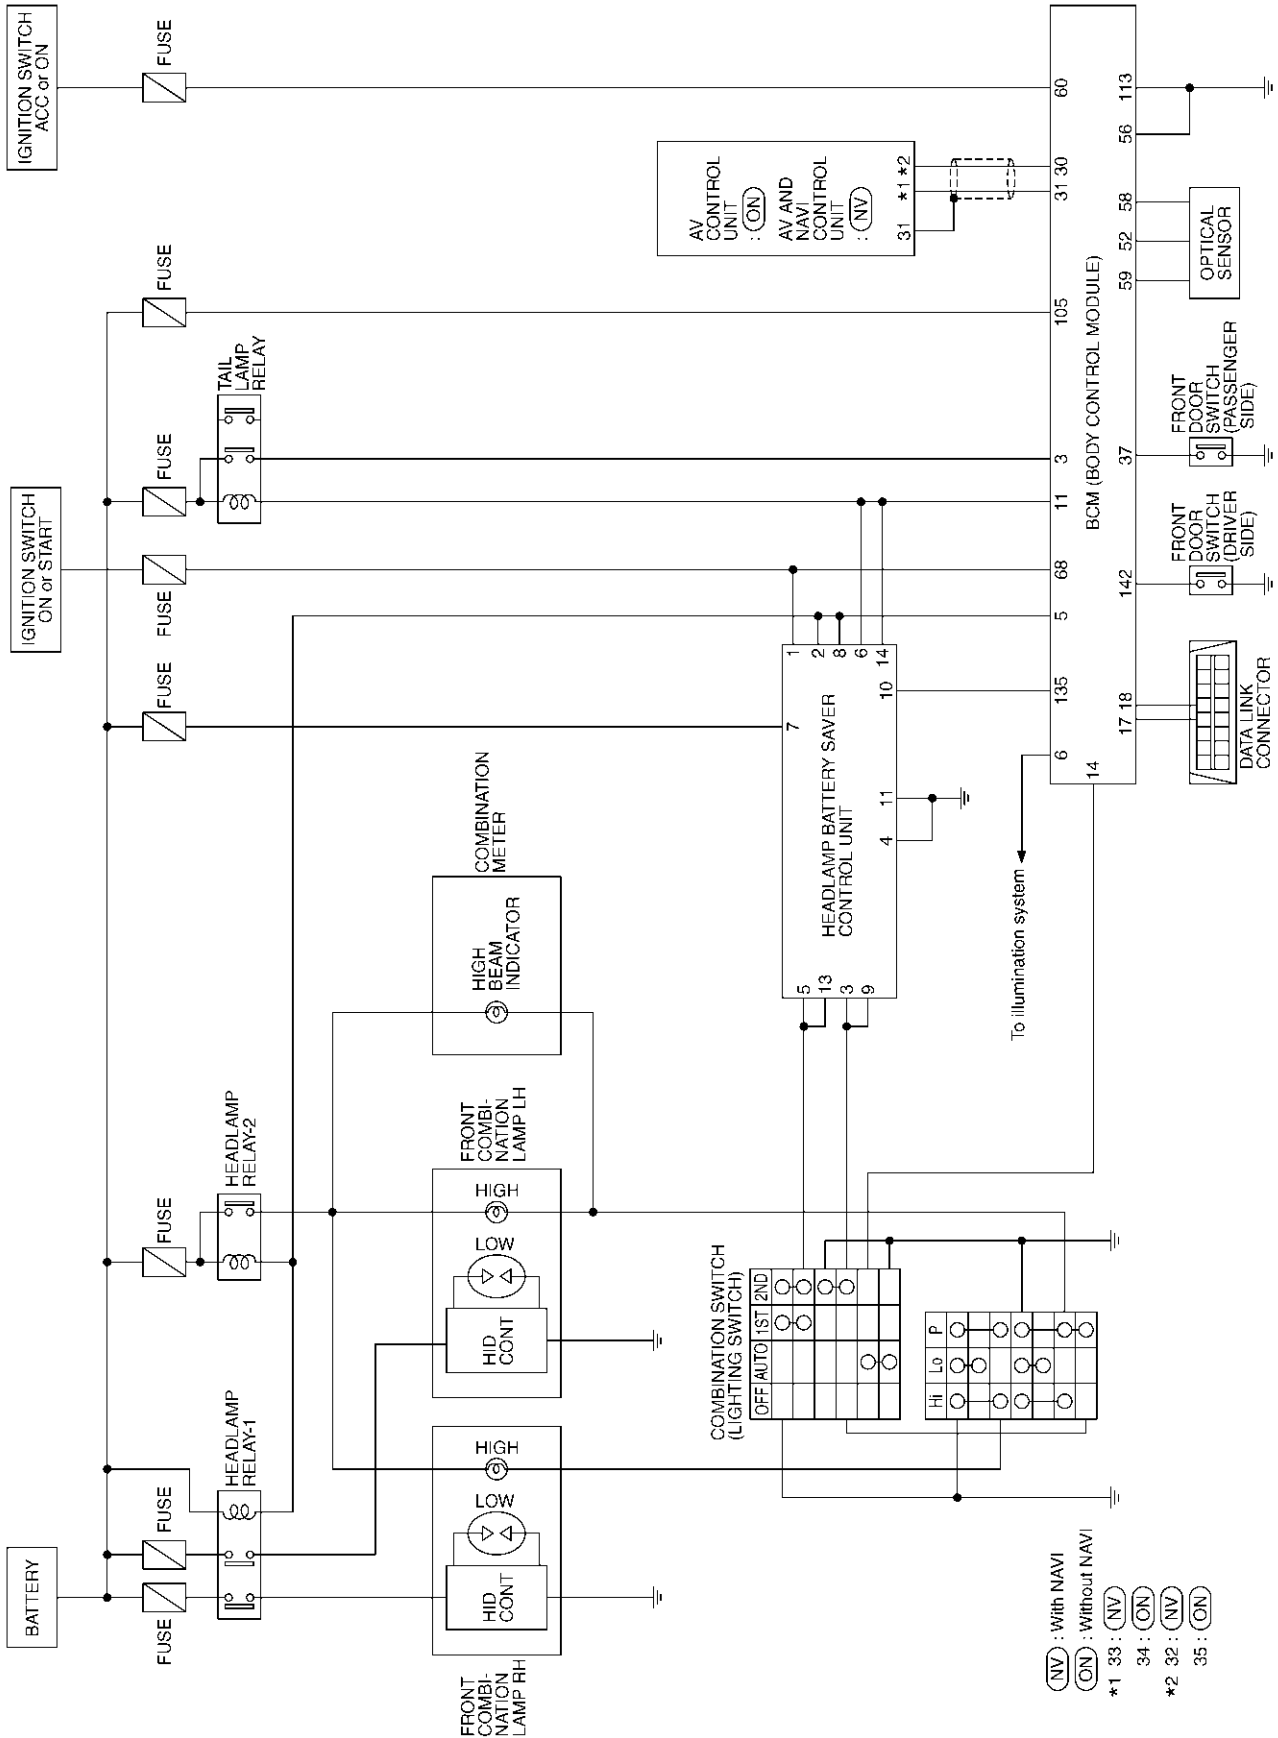 BATTERY
IGNITION SWITCH
ON or START
IGNITION SWITCH
ACC or ON
FUSE
FUSE
FUSE
FUSE
FUSE
FUSE
FUSE
FUSE
HEADLAMP
RELAY-1
HEADLAMP
RELAY-2
TAIL
LAMP
RELAY
FRONT
COMBI-
NATION
LAMP RH
HID
CONT
LOW
HIGH
FRONT
COMBI-
NATION
LAMP LH
HID
CONT
LOW
HIGH
COMBINATION
METER
HIGH
BEAM
INDICATOR
AV
CONTROL
UNIT
: ON
AV AND
NAVI
CONTROL
UNIT
: NV
31 *1 *2
COMBINATION SWITCH
(LIGHTING SWITCH)
OFF AUTO 1ST 2ND
Hi Lo P
7 1 2 8 6 14
HEADLAMP BATTERY SAVER
CONTROL UNIT
5 13 3 9
4 11 10
To illumination system
6 135 5 68 11 3 105 31 30 60
14
BCM (BODY CONTROL MODULE)
17 18 142 37 59 52 58 56 113
DATA LINK
CONNECTOR
FRONT
DOOR
SWITCH
(DRIVER
SIDE)
FRONT
DOOR
SWITCH
(PASSENGER
SIDE)
OPTICAL
SENSOR
NV : With NAVI
ON : Without NAVI
*1 33 : NV
34 : ON
*2 32 : NV
35 : ON